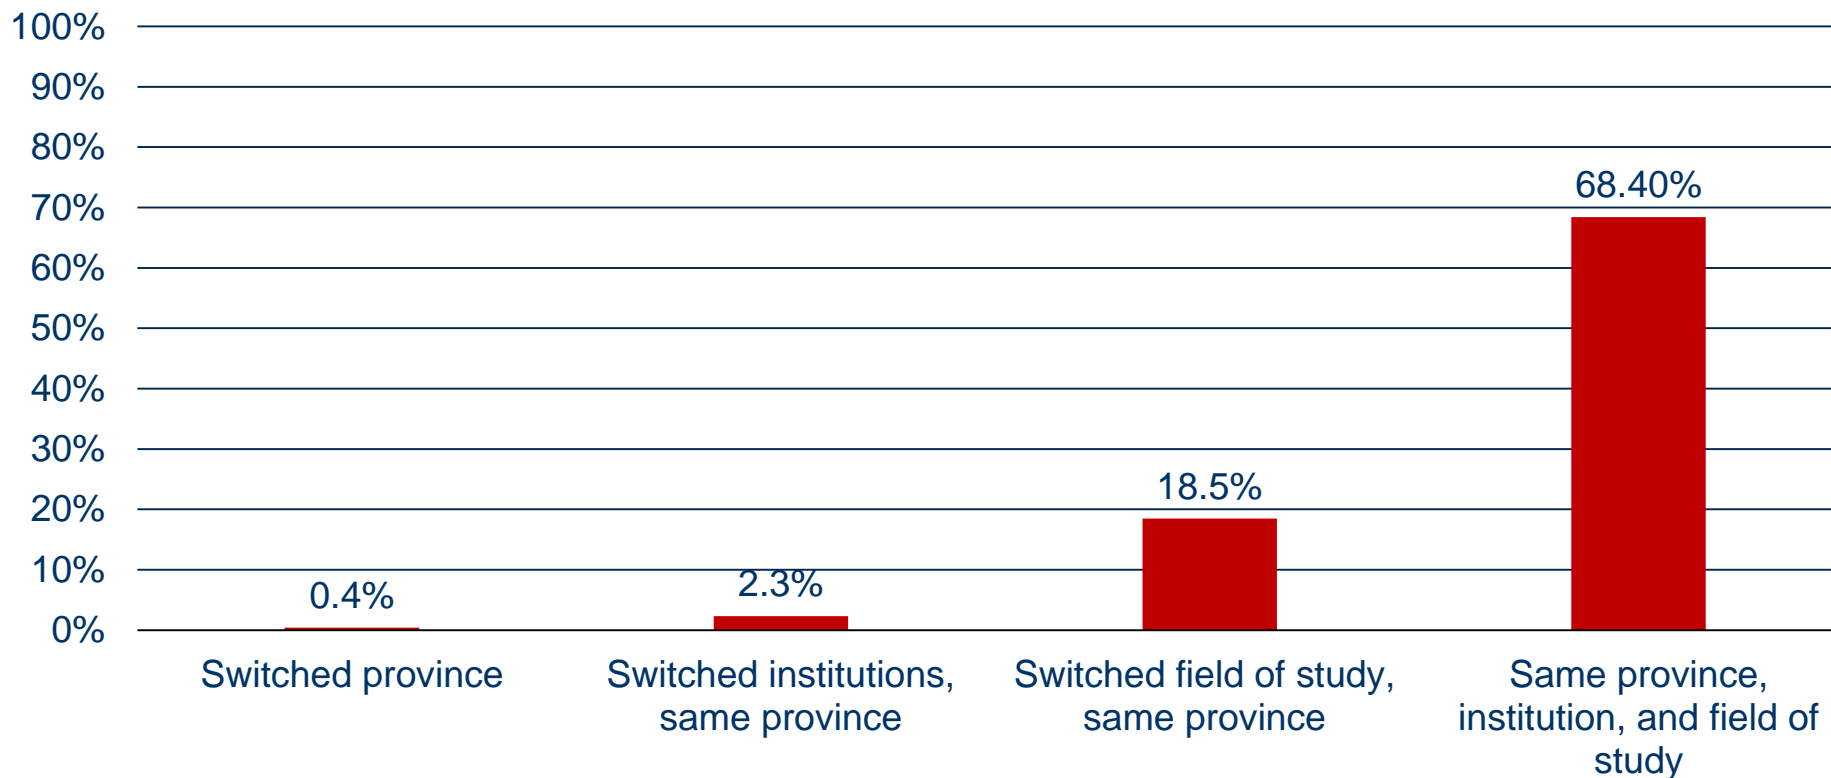 100%
90%
80%
70%
60%
50%
40%
30%
20%
10%
0%
0.4%
2.3%
18.5%
68.40%
Switched province
Switched institutions,
same province
Switched field of study,
same province
Same province,
institution, and field of
study